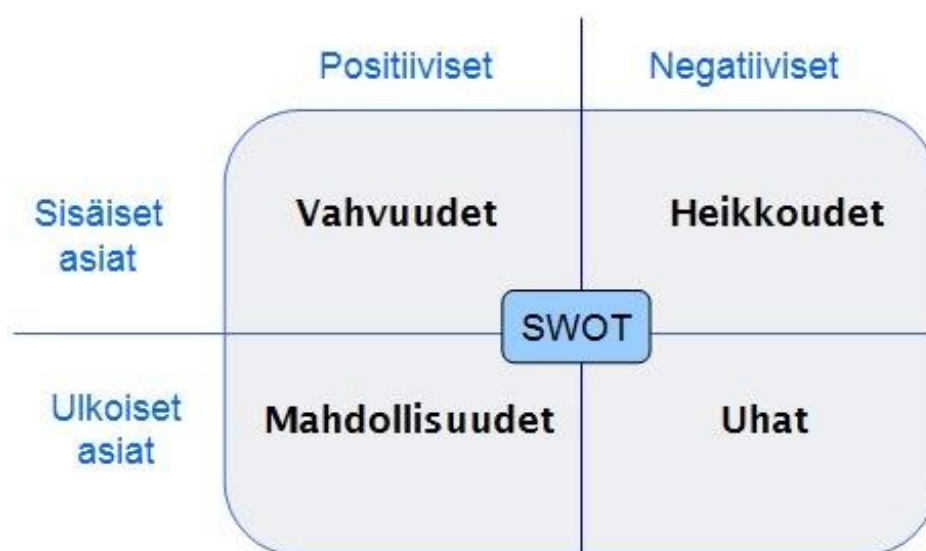 Positiiviset Negatiiviset
Sisäiset
asiat
Vahvuudet Heikkoudet
SWOT
Ulkoiset
asiat
Mahdollisuudet Uhat